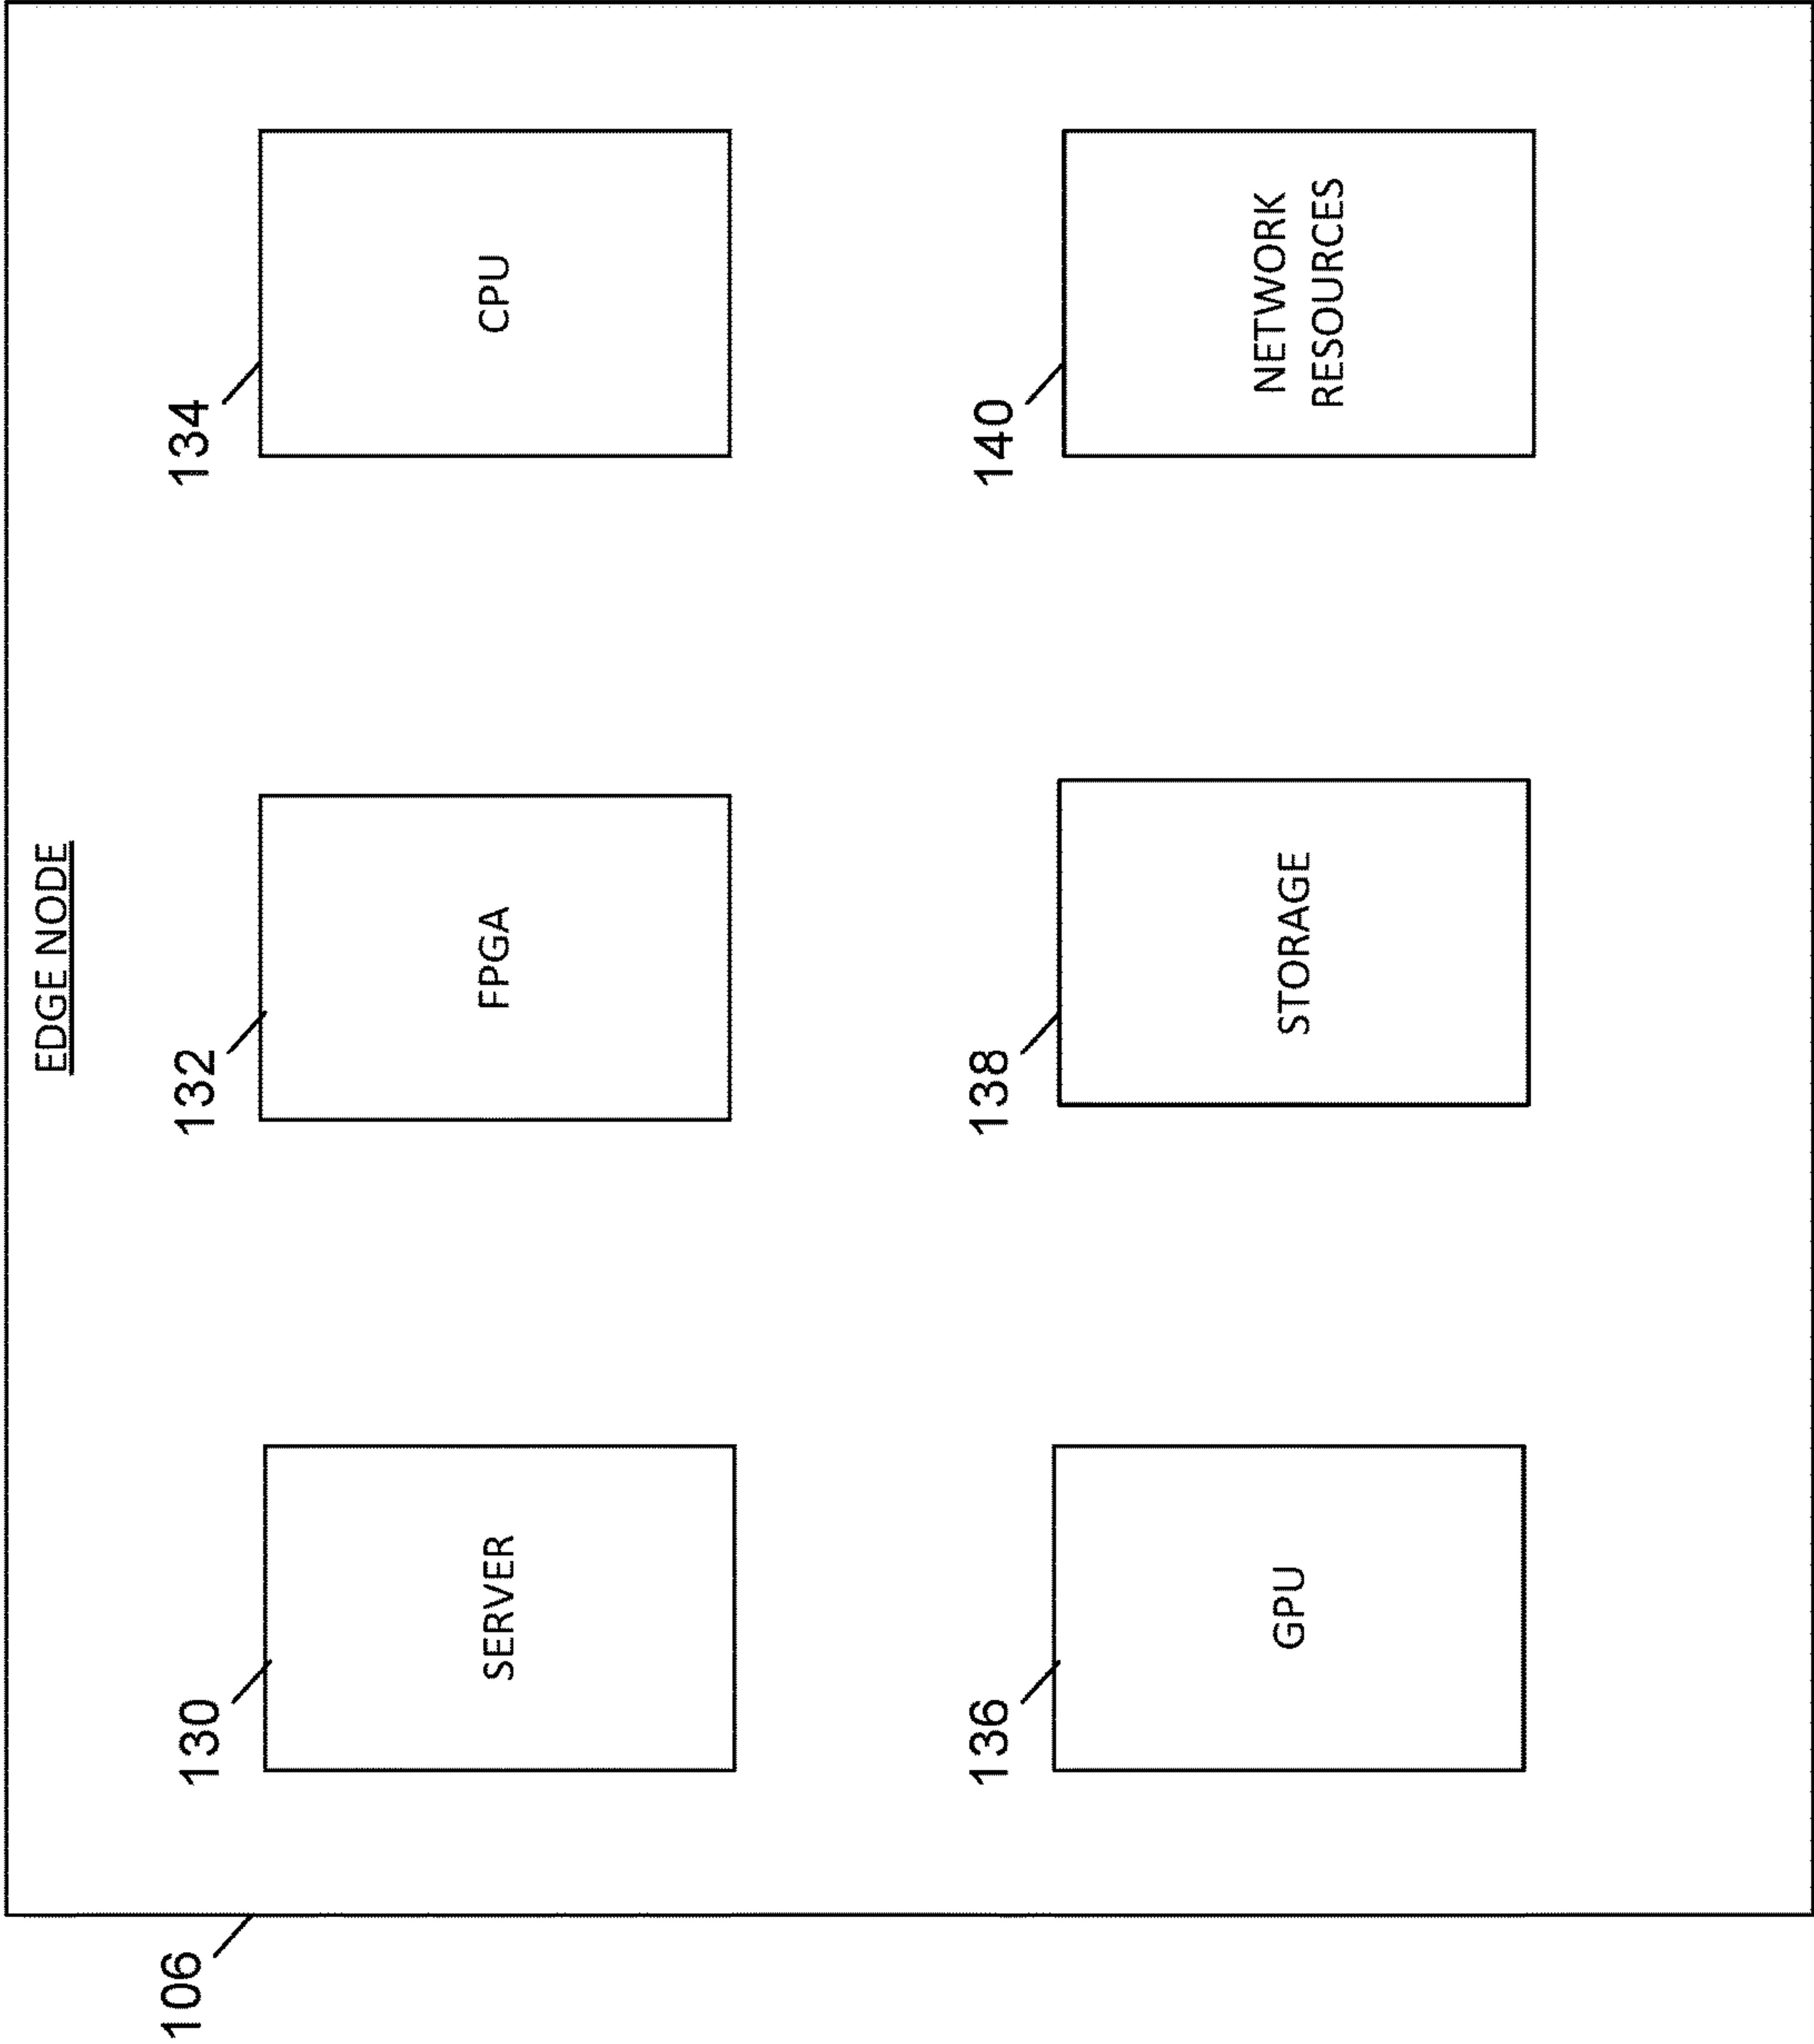 EDGE NODE
106
130
132
134
SERVER
FPGA
CPU
136
138
140
GPU
STORAGE
NETWORK
RESOURCES